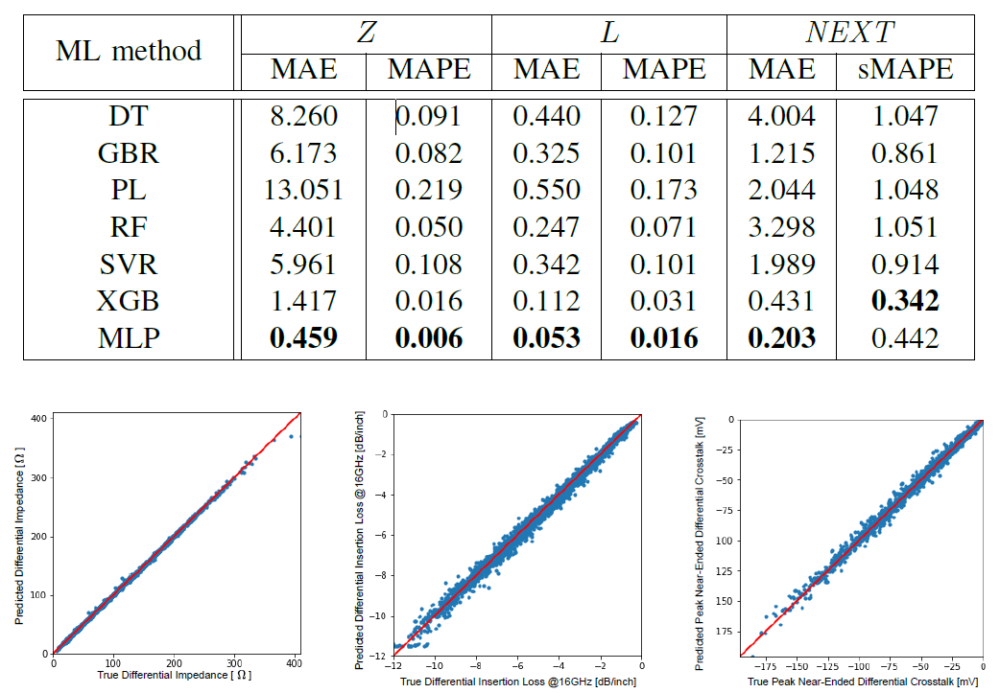 ML method Z L NEXT
MAE MAPE MAE MAPE MAE sMAPE
DT 8.260 0.091 0.440 0.127 4.004 1.047
GBR 6.173 0.082 0.325 0.101 1.215 0.861
PL 13.051 0.219 0.550 0.173 2.044 1.048
RF 4.401 0.050 0.247 0.071 3.298 1.051
SVR 5.961 0.108 0.342 0.101 1.989 0.914
XGB 1.417 0.016 0.112 0.031 0.431 0.342
MLP 0.459 0.006 0.053 0.016 0.203 0.442
Predicted Differential Impedance [Ω]
400
300
200
100
0
0 100 200 300 400
True Differential Impedance [ Ω ]
Predicted Differential Insertion Loss @16GHz [dB/inch]
0
−2
−4
−6
−8
−10
−12
−12 −10 −8 −6 −4 −2 0
True Differential Insertion Loss @16GHz [dB/inch]
Predicted Peak Near-Ended Differential Crosstalk [mV]
0
−25
−50
−75
100
125
150
175
−175 −150 −125 −100 −75 −50 −25 0
True Peak Near-Ended Differential Crosstalk [mV]